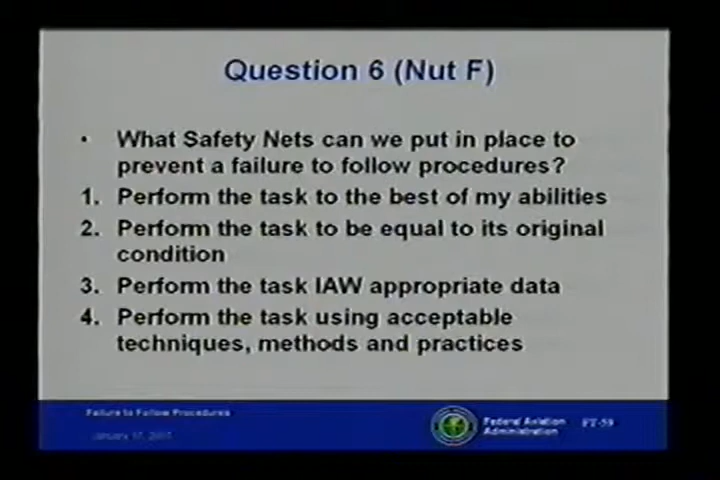 Question 6 (Nut F)
• What Safety Nets can we put in place to
prevent a failure to follow procedures?
1. Perform the task to the best of my abilities
2. Perform the task to be equal to its original
condition
3. Perform the task IAW appropriate data
4. Perform the task using acceptable
techniques, methods and practices
Failure to Follow Procedures
January 17,
Federal Aviation
Administration